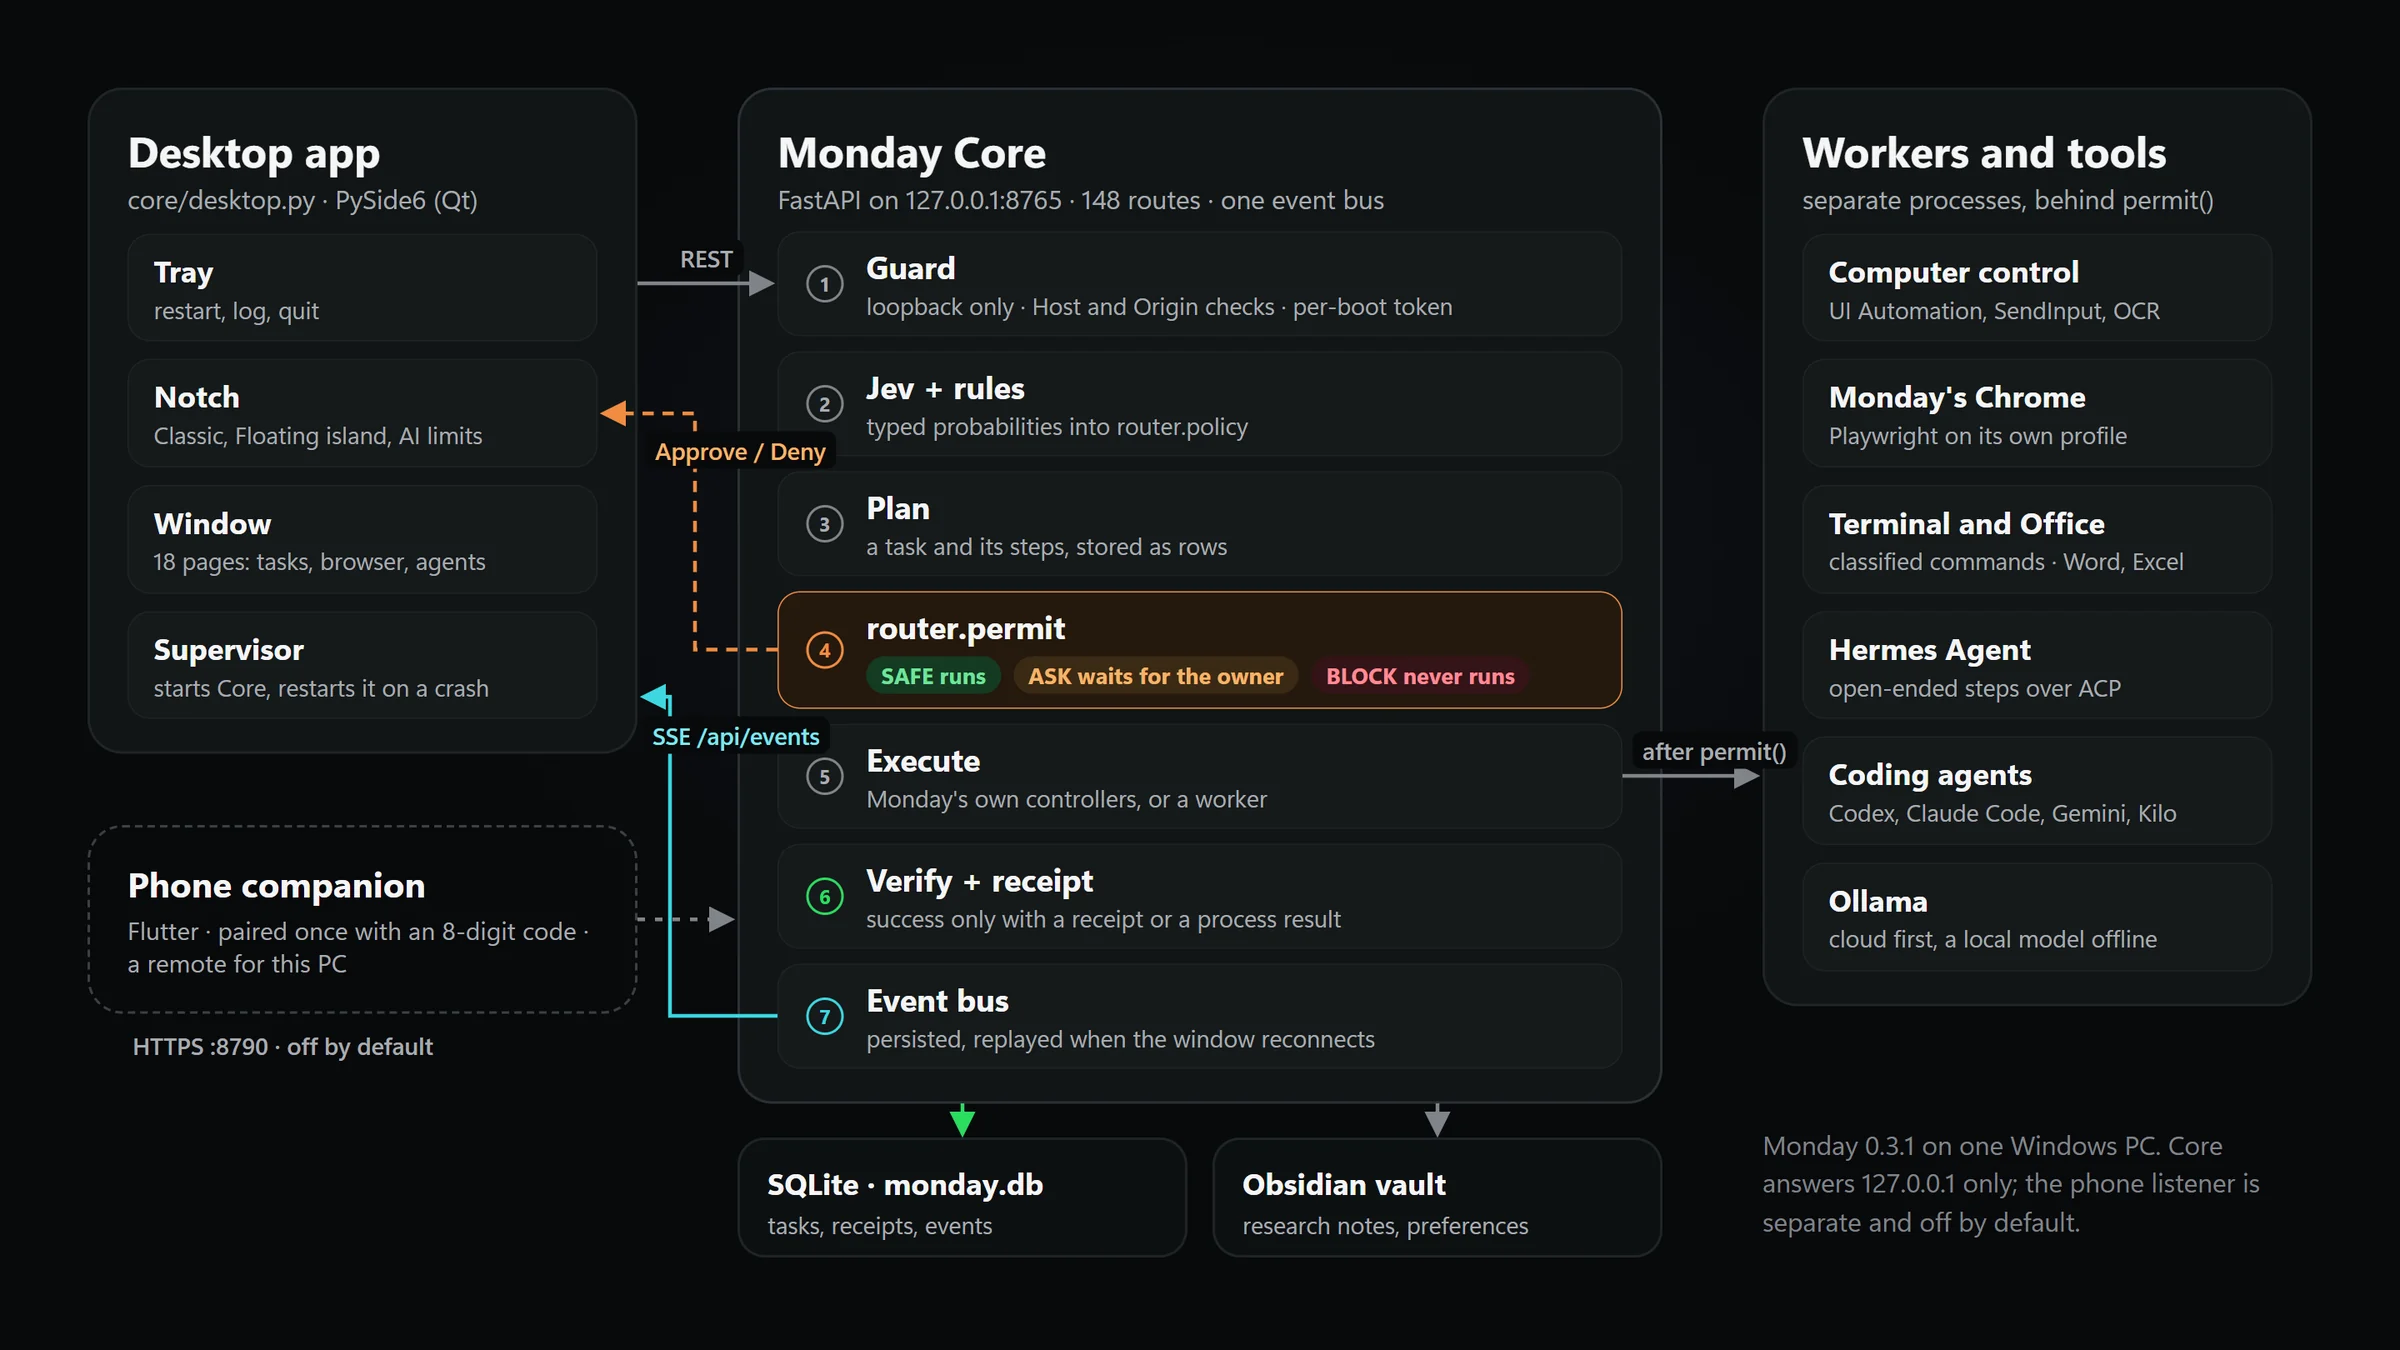 Desktop app
core/desktop.py · PySide6 (Qt)
Tray
restart, log, quit
Notch
Classic, Floating island, AI limits
Window
18 pages: tasks, browser, agents
Supervisor
starts Core, restarts it on a crash
Phone companion
Flutter · paired once with an 8-digit code ·
a remote for this PC
HTTPS :8790 · off by default
REST
Approve / Deny
SSE /api/events
Monday Core
FastAPI on 127.0.0.1:8765 · 148 routes · one event bus
1
Guard
loopback only · Host and Origin checks · per-boot token
2
Jev + rules
typed probabilities into router.policy
3
Plan
a task and its steps, stored as rows
4
router.permit
SAFE runs
ASK waits for the owner
BLOCK never runs
5
Execute
Monday's own controllers, or a worker
6
Verify + receipt
success only with a receipt or a process result
7
Event bus
persisted, replayed when the window reconnects
SQLite · monday.db
tasks, receipts, events
Obsidian vault
research notes, preferences
after permit()
Workers and tools
separate processes, behind permit()
Computer control
UI Automation, SendInput, OCR
Monday's Chrome
Playwright on its own profile
Terminal and Office
classified commands · Word, Excel
Hermes Agent
open-ended steps over ACP
Coding agents
Codex, Claude Code, Gemini, Kilo
Ollama
cloud first, a local model offline
Monday 0.3.1 on one Windows PC. Core
answers 127.0.0.1 only; the phone listener is
separate and off by default.